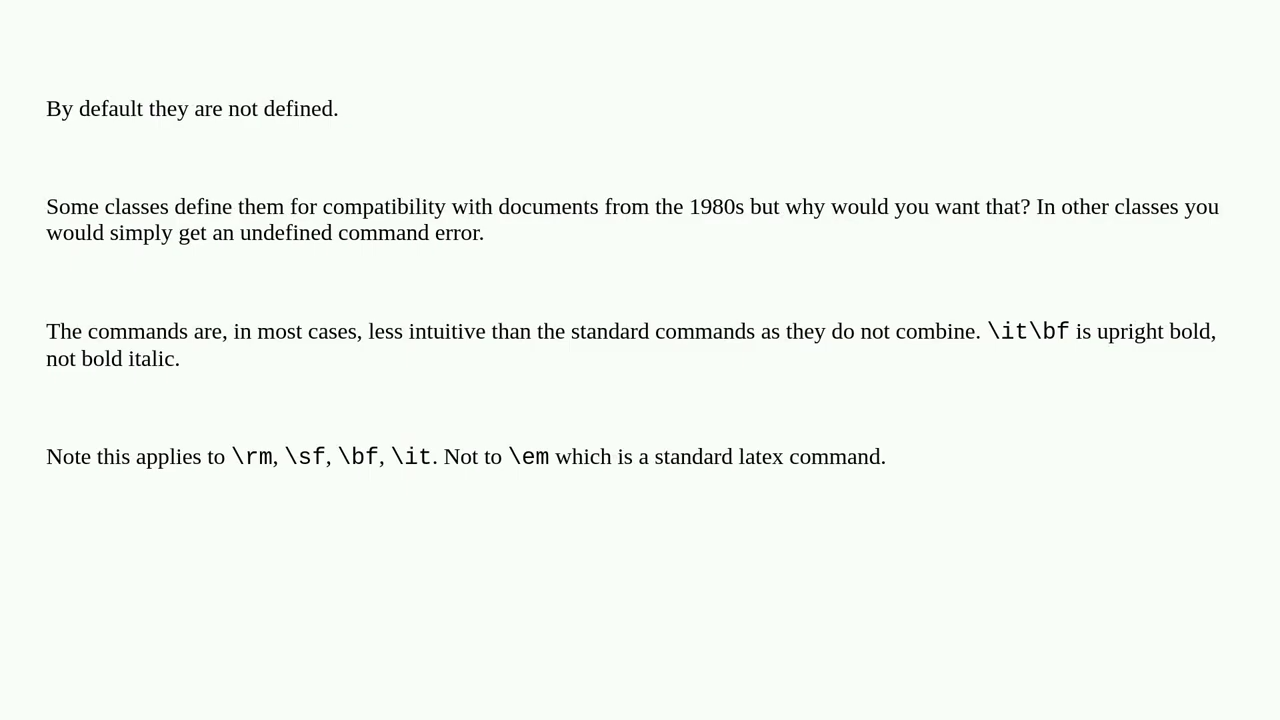 By default they are not defined.
Some classes define them for compatibility with documents from the 1980s but why would you want that? In other classes you
would simply get an undefined command error.
The commands are, in most cases, less intuitive than the standard commands as they do not combine. \it\bf is upright bold,
not bold italic.
Note this applies to \rm, \sf, \bf, \it. Not to \em which is a standard latex command.